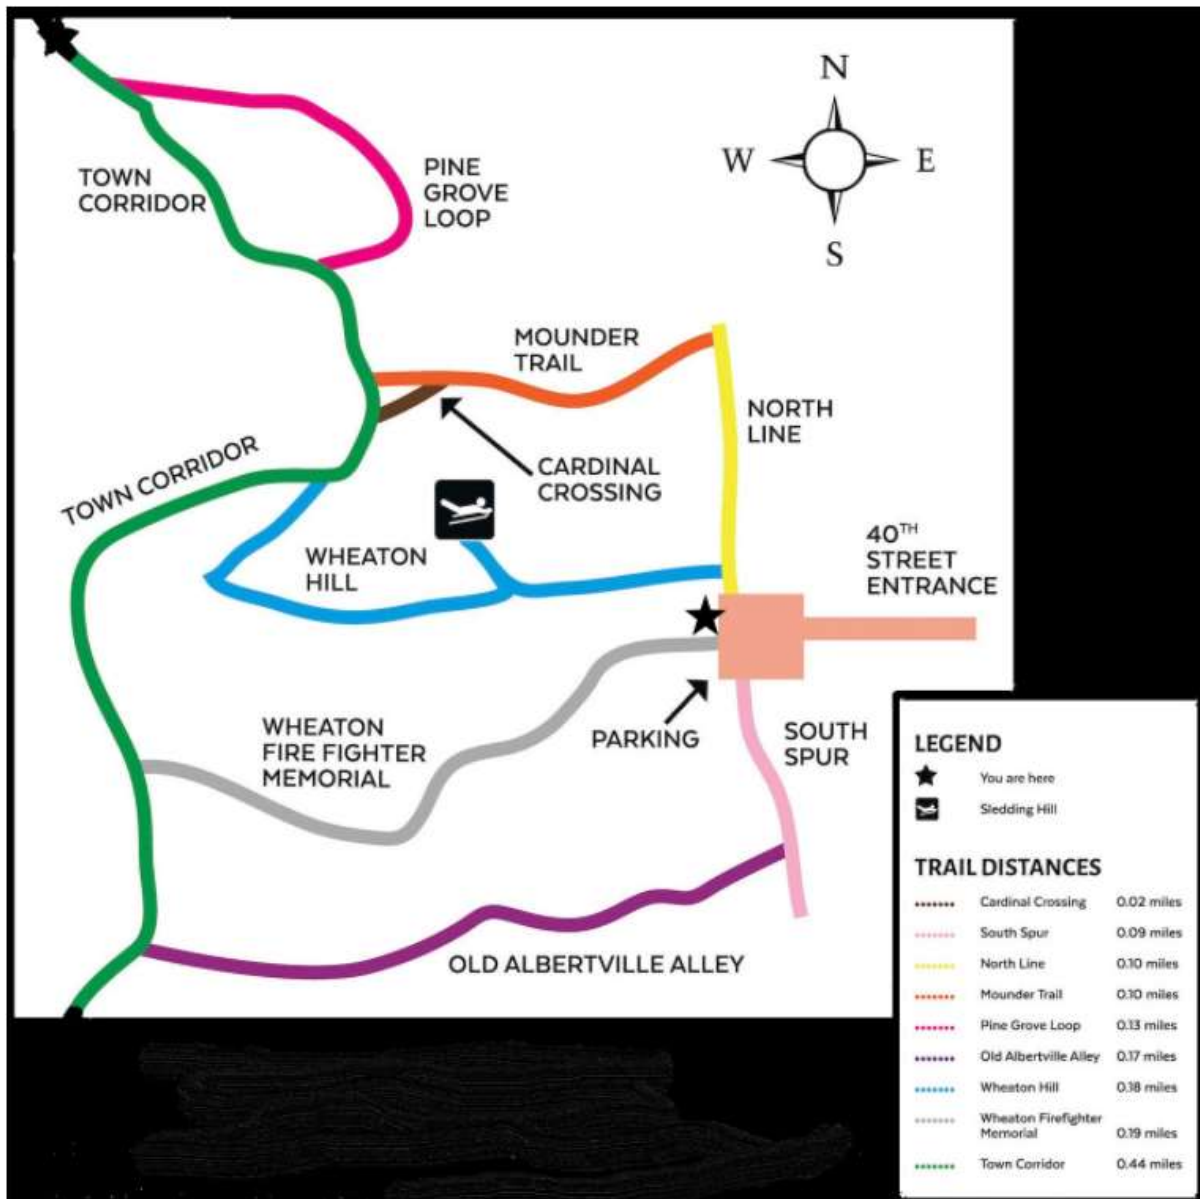 N
W
E
S
TOWN
CORRIDOR
PINE
GROVE
LOOP
MOUNDER
TRAIL
NORTH
LINE
TOWN CORRIDOR
CARDINAL
CROSSING
WHEATON
HILL
40TH
STREET
ENTRANCE
WHEATON
FIRE FIGHTER
MEMORIAL
PARKING
SOUTH
SPUR
OLD ALBERTVILLE ALLEY
LEGEND
You are here
Sledding Hill
TRAIL DISTANCES
Cardinal Crossing 0.02 miles
South Spur 0.09 miles
North Line 0.10 miles
Mounder Trail 0.10 miles
Pine Grove Loop 0.13 miles
Old Albertville Alley 0.17 miles
Wheaton Hill 0.18 miles
Wheaton Firefighter
Memorial 0.19 miles
Town Corridor 0.44 miles